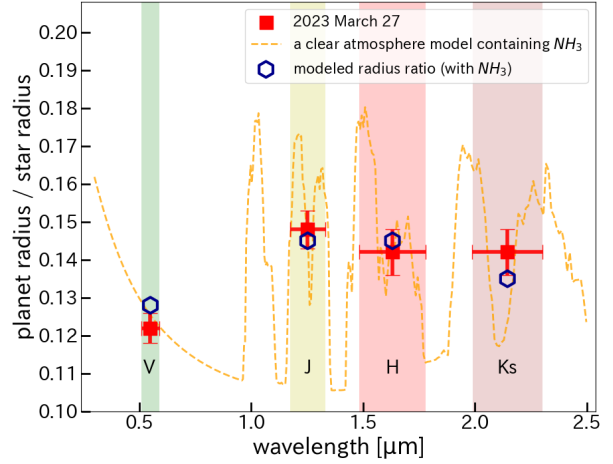 2023 March 27
a clear atmosphere model containing NH₃
modeled radius ratio (with NH₃)
planet radius / star radius
0.20
0.19
0.18
0.17
0.16
0.15
0.14
0.13
0.12
0.11
0.10
V
J
H
Ks
0.5
1.0
1.5
2.0
2.5
wavelength [μm]